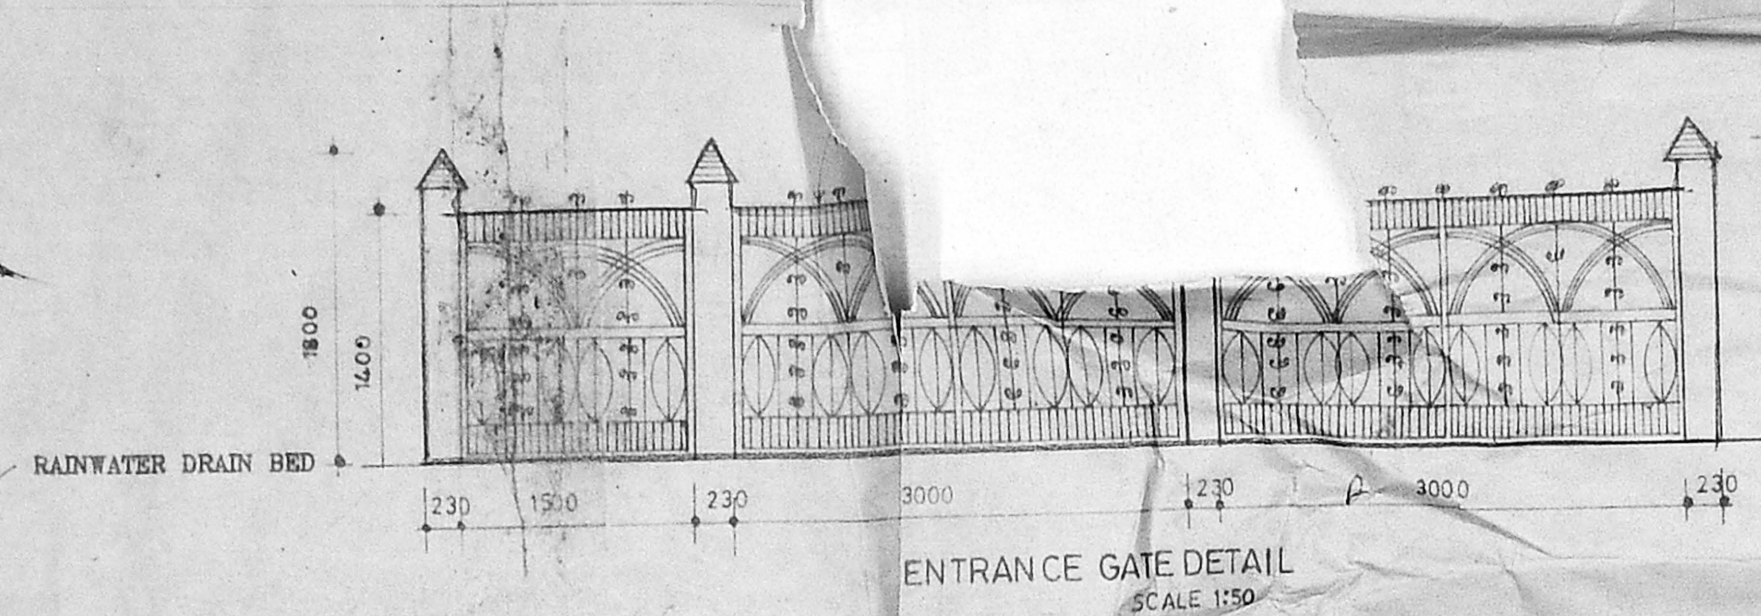 1800
1400
RAINWATER DRAIN BED
230 1500 230 3000 230 3000 230
ENTRANCE GATE DETAIL
SCALE 1:50